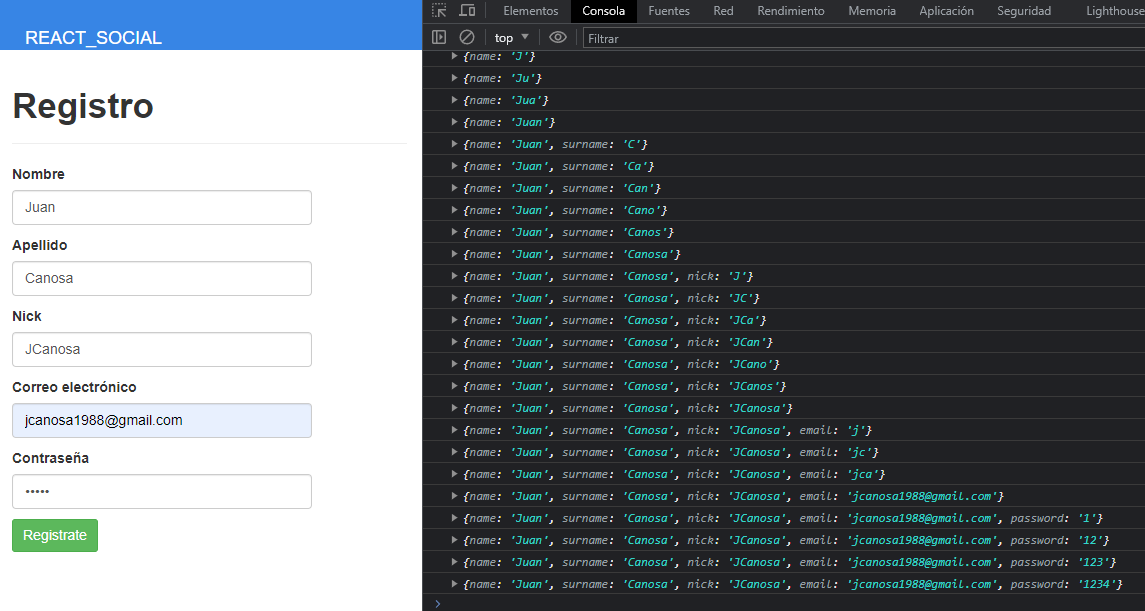 REACT_SOCIAL
Registro
Nombre
Juan
Apellido
Canosa
Nick
JCanosa
Correo electrónico
jcanosa1988@gmail.com
Contraseña
•••••
Registrate
Elementos Consola Fuentes Red Rendimiento Memoria Aplicación Seguridad Lighthouse
top Filtrar
{name: 'J'}
{name: 'Ju'}
{name: 'Jua'}
{name: 'Juan'}
{name: 'Juan', surname: 'C'}
{name: 'Juan', surname: 'Ca'}
{name: 'Juan', surname: 'Can'}
{name: 'Juan', surname: 'Cano'}
{name: 'Juan', surname: 'Canos'}
{name: 'Juan', surname: 'Canosa'}
{name: 'Juan', surname: 'Canosa', nick: 'J'}
{name: 'Juan', surname: 'Canosa', nick: 'JC'}
{name: 'Juan', surname: 'Canosa', nick: 'JCa'}
{name: 'Juan', surname: 'Canosa', nick: 'JCan'}
{name: 'Juan', surname: 'Canosa', nick: 'JCano'}
{name: 'Juan', surname: 'Canosa', nick: 'JCanos'}
{name: 'Juan', surname: 'Canosa', nick: 'JCanosa'}
{name: 'Juan', surname: 'Canosa', nick: 'JCanosa', email: 'j'}
{name: 'Juan', surname: 'Canosa', nick: 'JCanosa', email: 'jc'}
{name: 'Juan', surname: 'Canosa', nick: 'JCanosa', email: 'jca'}
{name: 'Juan', surname: 'Canosa', nick: 'JCanosa', email: 'jcanosa1988@gmail.com'}
{name: 'Juan', surname: 'Canosa', nick: 'JCanosa', email: 'jcanosa1988@gmail.com', password: '1'}
{name: 'Juan', surname: 'Canosa', nick: 'JCanosa', email: 'jcanosa1988@gmail.com', password: '12'}
{name: 'Juan', surname: 'Canosa', nick: 'JCanosa', email: 'jcanosa1988@gmail.com', password: '123'}
{name: 'Juan', surname: 'Canosa', nick: 'JCanosa', email: 'jcanosa1988@gmail.com', password: '1234'}